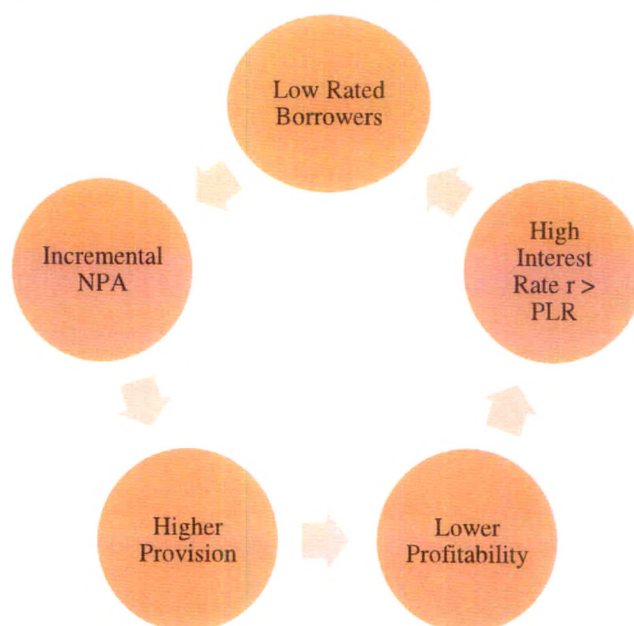 Low Rated
Borrowers
Incremental
NPA
High
Interest
Rate r >
PLR
Higher
Provision
Lower
Profitability